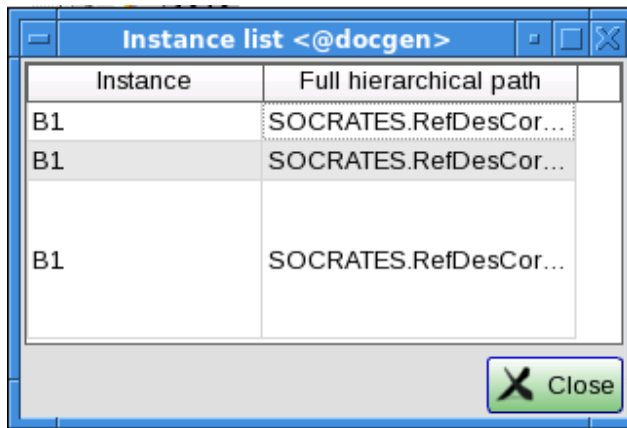 Instance list <@docgen>
Instance Full hierarchical path
B1 SOCRATES.RefDesCor...
B1 SOCRATES.RefDesCor...
B1 SOCRATES.RefDesCor...
Close